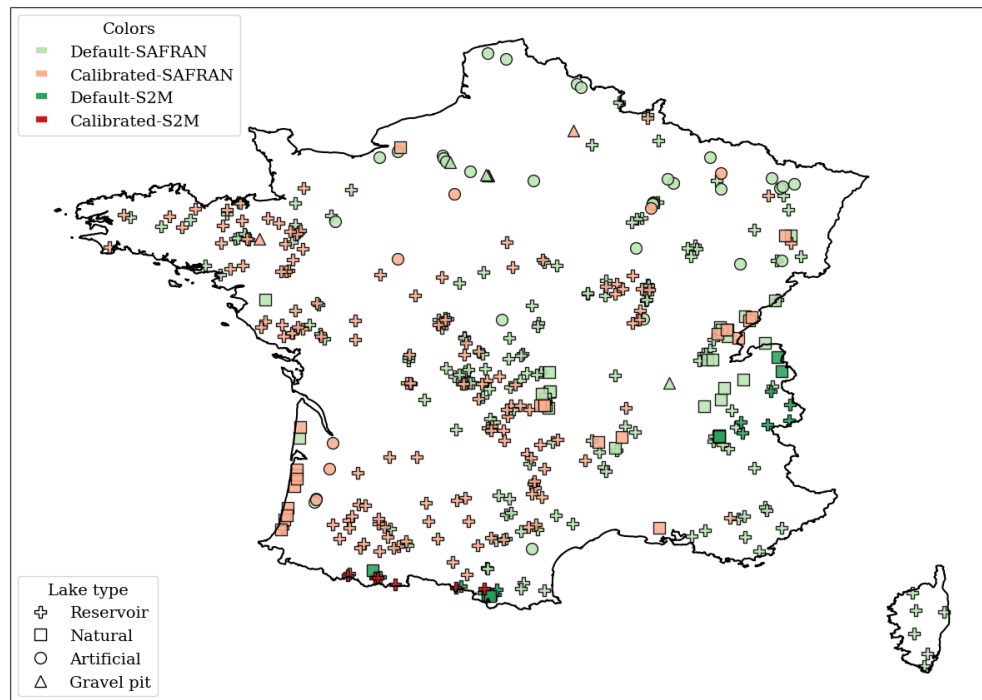 Colors
Default-SAFRAN
Calibrated-SAFRAN
Default-S2M
Calibrated-S2M
Lake type
Reservoir
Natural
Artificial
Gravel pit